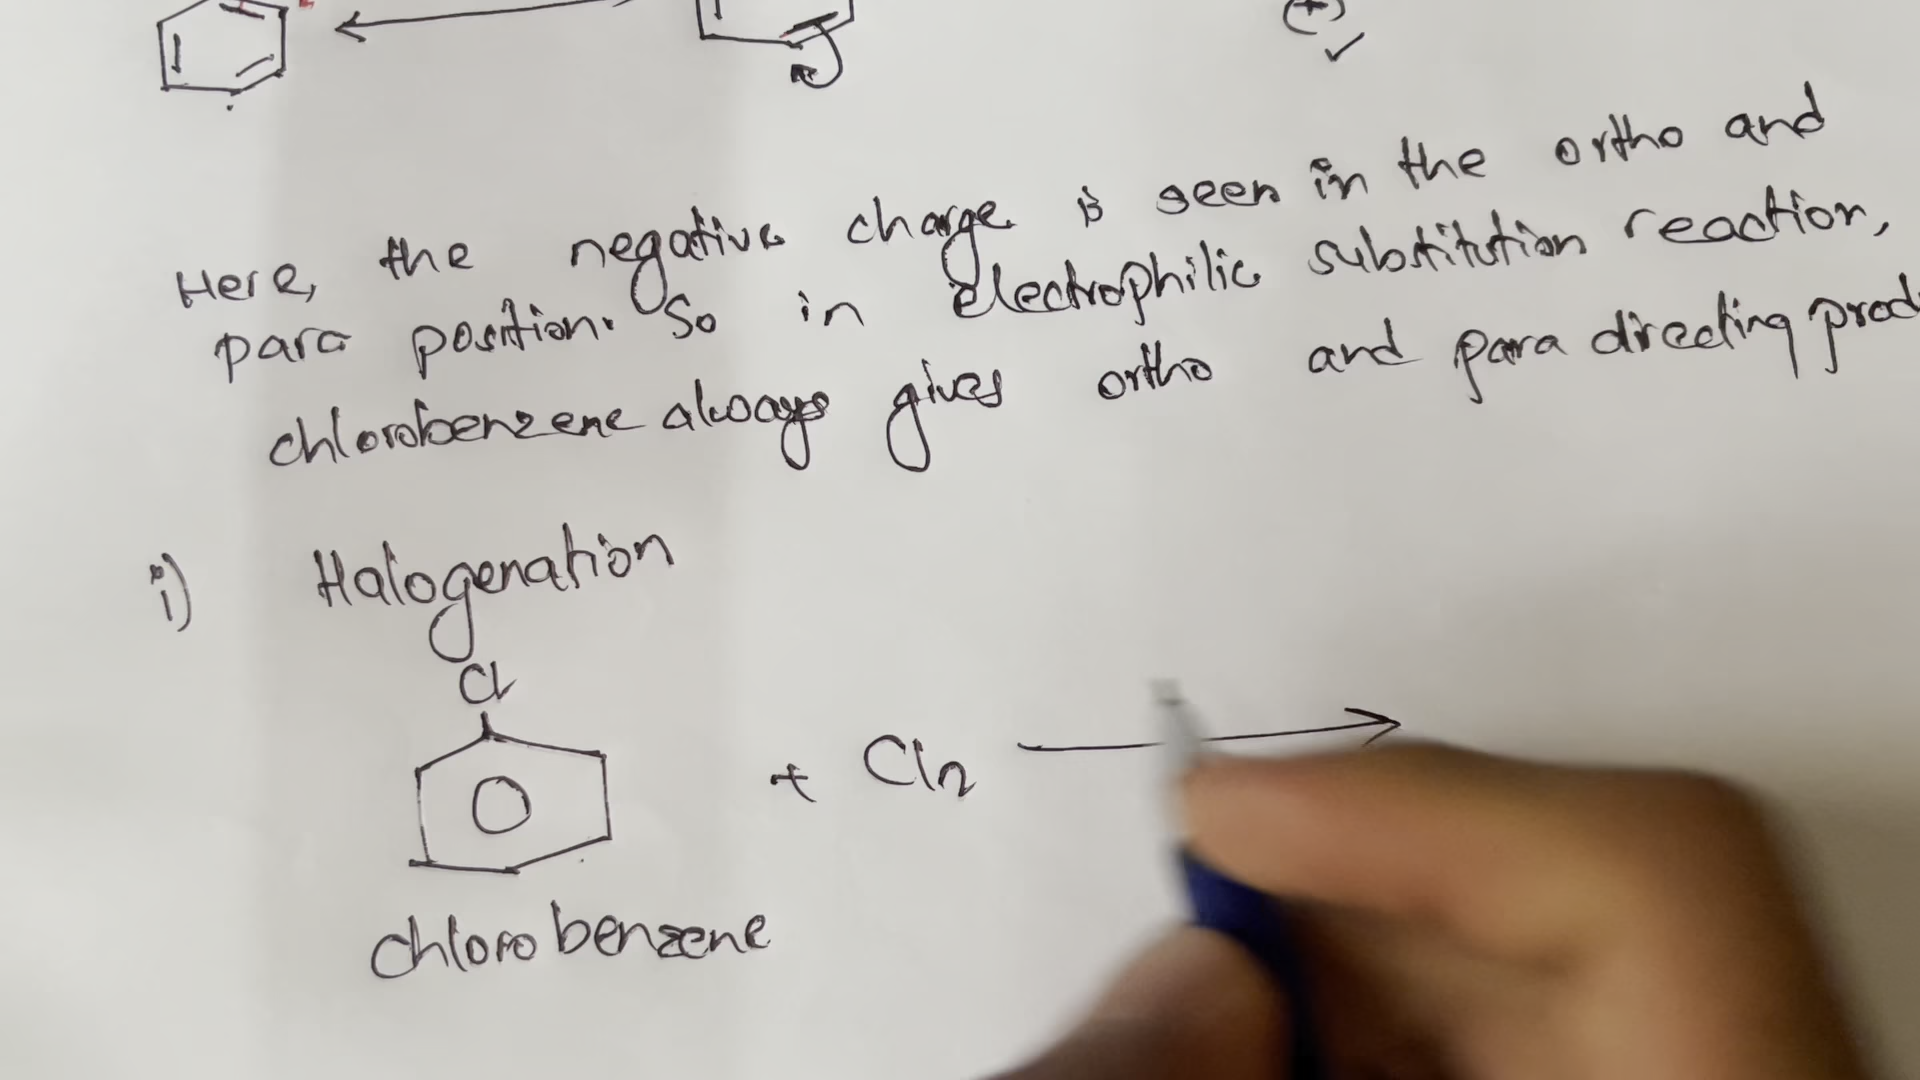 (+)
Here, the negative charge is seen in the ortho and
para position. So in electrophilic substitution reaction,
chlorobenzene always gives ortho and para directing prod
i) Halogenation
Cl
+ Cl2
chlorobenzene